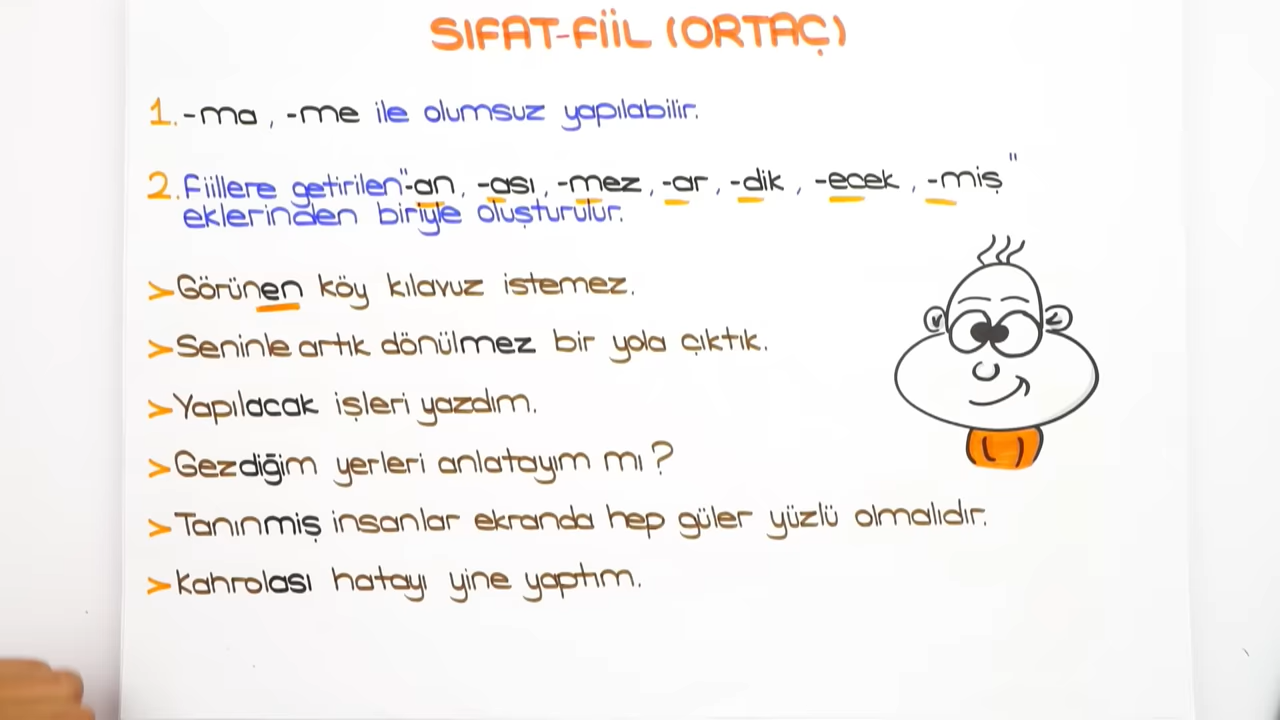 SIFAT-FİİL (ORTAÇ)
1. -ma, -me ile olumsuz yapılabilir.
2. Fiillere getirilen "-an, -ası, -mez, -ar, -dik, -ecek, -miş"
eklerinden biriyle oluşturulur.
> Görünen köy kılavuz istemez.
> Seninle artık dönülmez bir yola çıktık.
> Yapılacak işleri yazdım.
> Gezdiğim yerleri anlatayım mı?
> Tanınmiş insanlar ekranda hep güler yüzlü olmalıdır.
> Kahrolası hatayı yine yaptım.